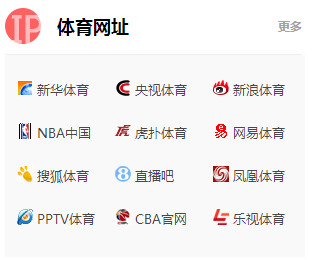 IP 体育网址 更多
新华体育 央视体育 新浪体育
NBA中国 虎扑体育 网易体育
搜狐体育 直播吧 凤凰体育
PPTV体育 CBA官网 乐视体育